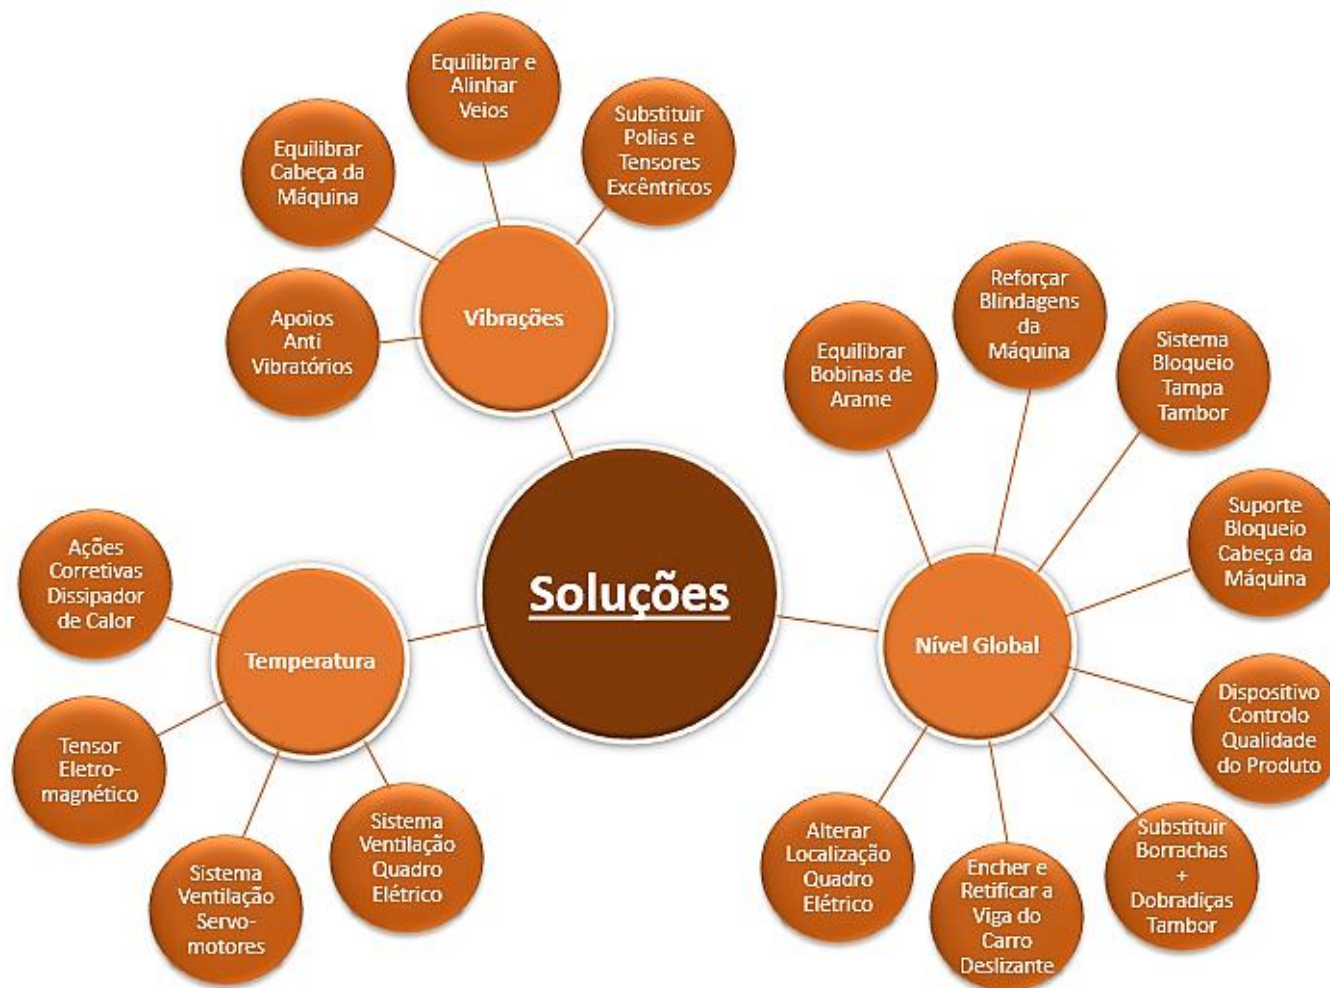 Soluções
Vibrações
Apoios
Anti
Vibratórios
Equilibrar
Cabeça da
Máquina
Equilibrar e
Alinhar
Veios
Substituir
Polias e
Tensores
Excêntricos
Nível Global
Equilibrar
Bobinas de
Arame
Reforçar
Blindagens
da
Máquina
Sistema
Bloqueio
Tampa
Tambor
Suporte
Bloqueio
Cabeça da
Máquina
Dispositivo
Controlo
Qualidade
do Produto
Substituir
Borrachas
+
Dobradiças
Tambor
Encher e
Retificar a
Viga do
Carro
Deslizante
Alterar
Localização
Quadro
Elétrico
Temperatura
Sistema
Ventilação
Quadro
Elétrico
Sistema
Ventilação
Servo-
motores
Tensor
Eletro-
magnético
Ações
Corretivas
Dissipador
de Calor